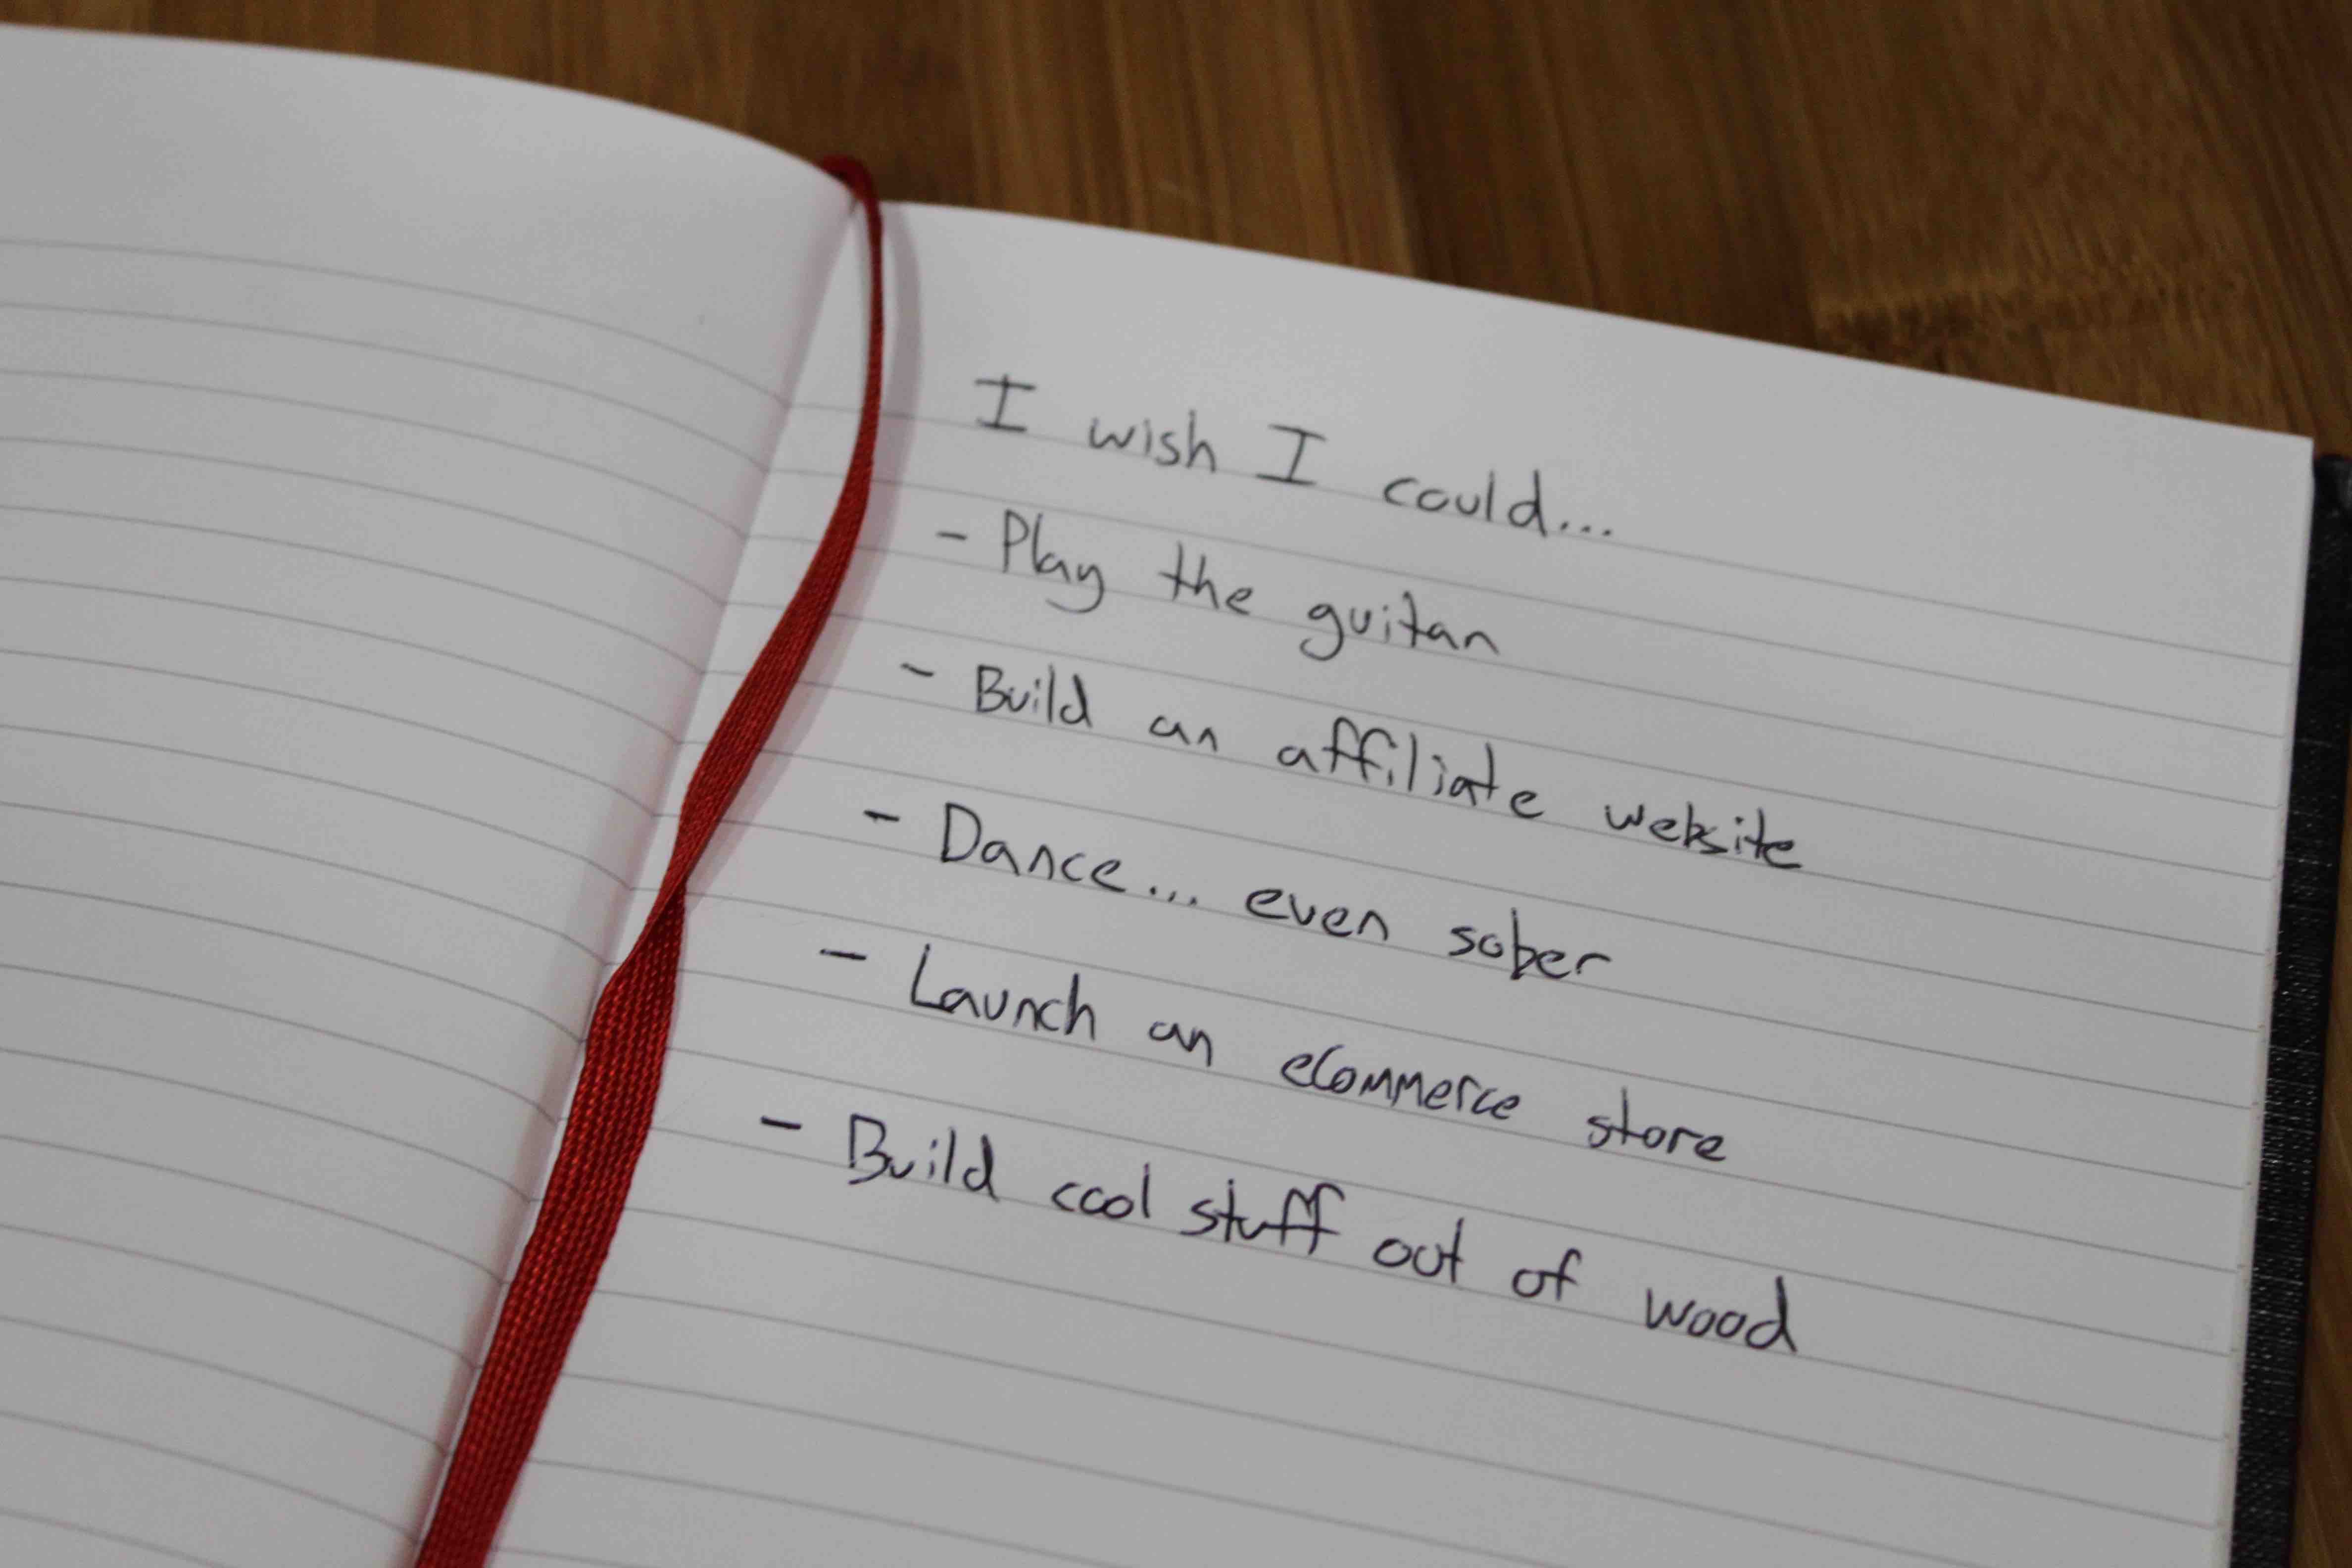 I wish I could...
- Play the guitar
- Build an affiliate website
- Dance... even sober
- Launch an eCommerce store
- Build cool stuff out of wood